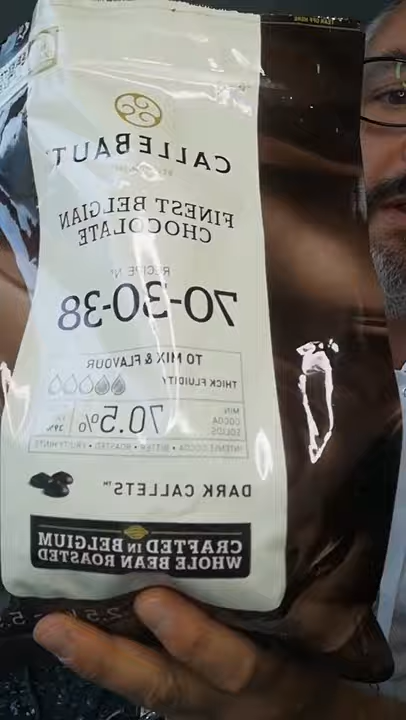 CALLEBAUT
FINEST BELGIAN
CHOCOLATE
RECIPE N°
70-30-38
TO MIX & FLAVOUR
THICK FLUIDITY
MIN
COCOA
SOLIDS
70.5%
INTENSE COCOA • BITTER • ROASTED • FRUITY HINTS
DARK CALLETS™
CRAFTED IN BELGIUM
WHOLE BEAN ROASTED